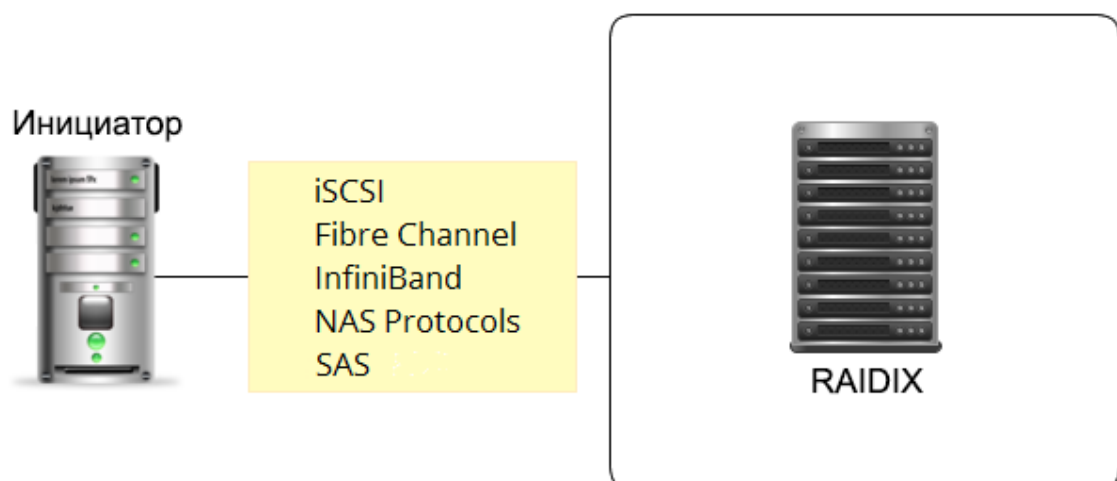 Инициатор
iSCSI
Fibre Channel
InfiniBand
NAS Protocols
SAS
RAIDIX